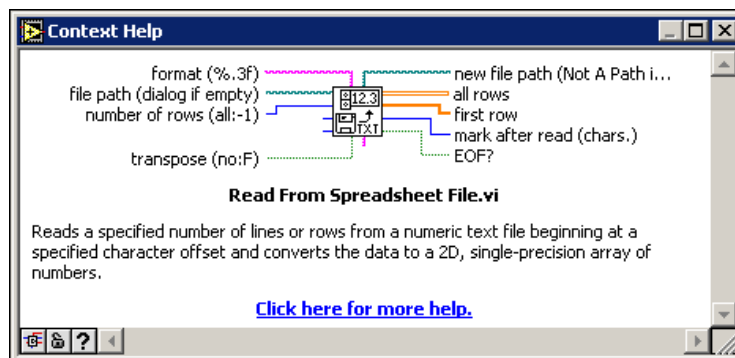 Context Help
format (%.3f)
new file path (Not A Path i...
file path (dialog if empty)
all rows
number of rows (all:-1)
first row
mark after read (chars.)
transpose (no:F)
EOF?
12.3
TXT
Read From Spreadsheet File.vi
Reads a specified number of lines or rows from a numeric text file beginning at a
specified character offset and converts the data to a 2D, single-precision array of
numbers.
Click here for more help.
?